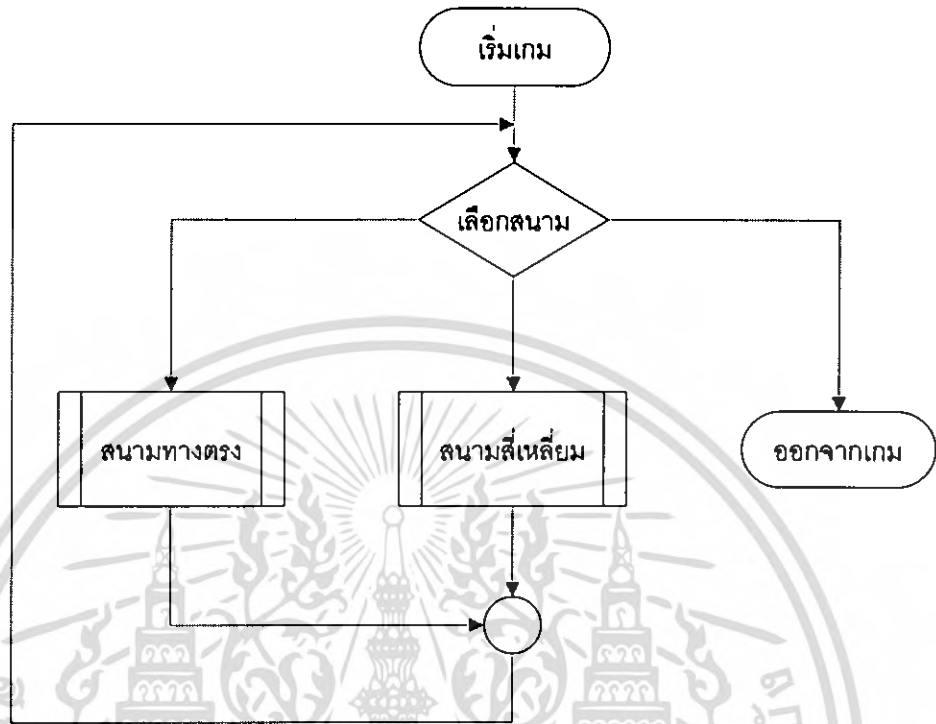 เริ่มเกม
เลือกสนาม
สนามทางตรง
สนามสี่เหลี่ยม
ออกจากเกม